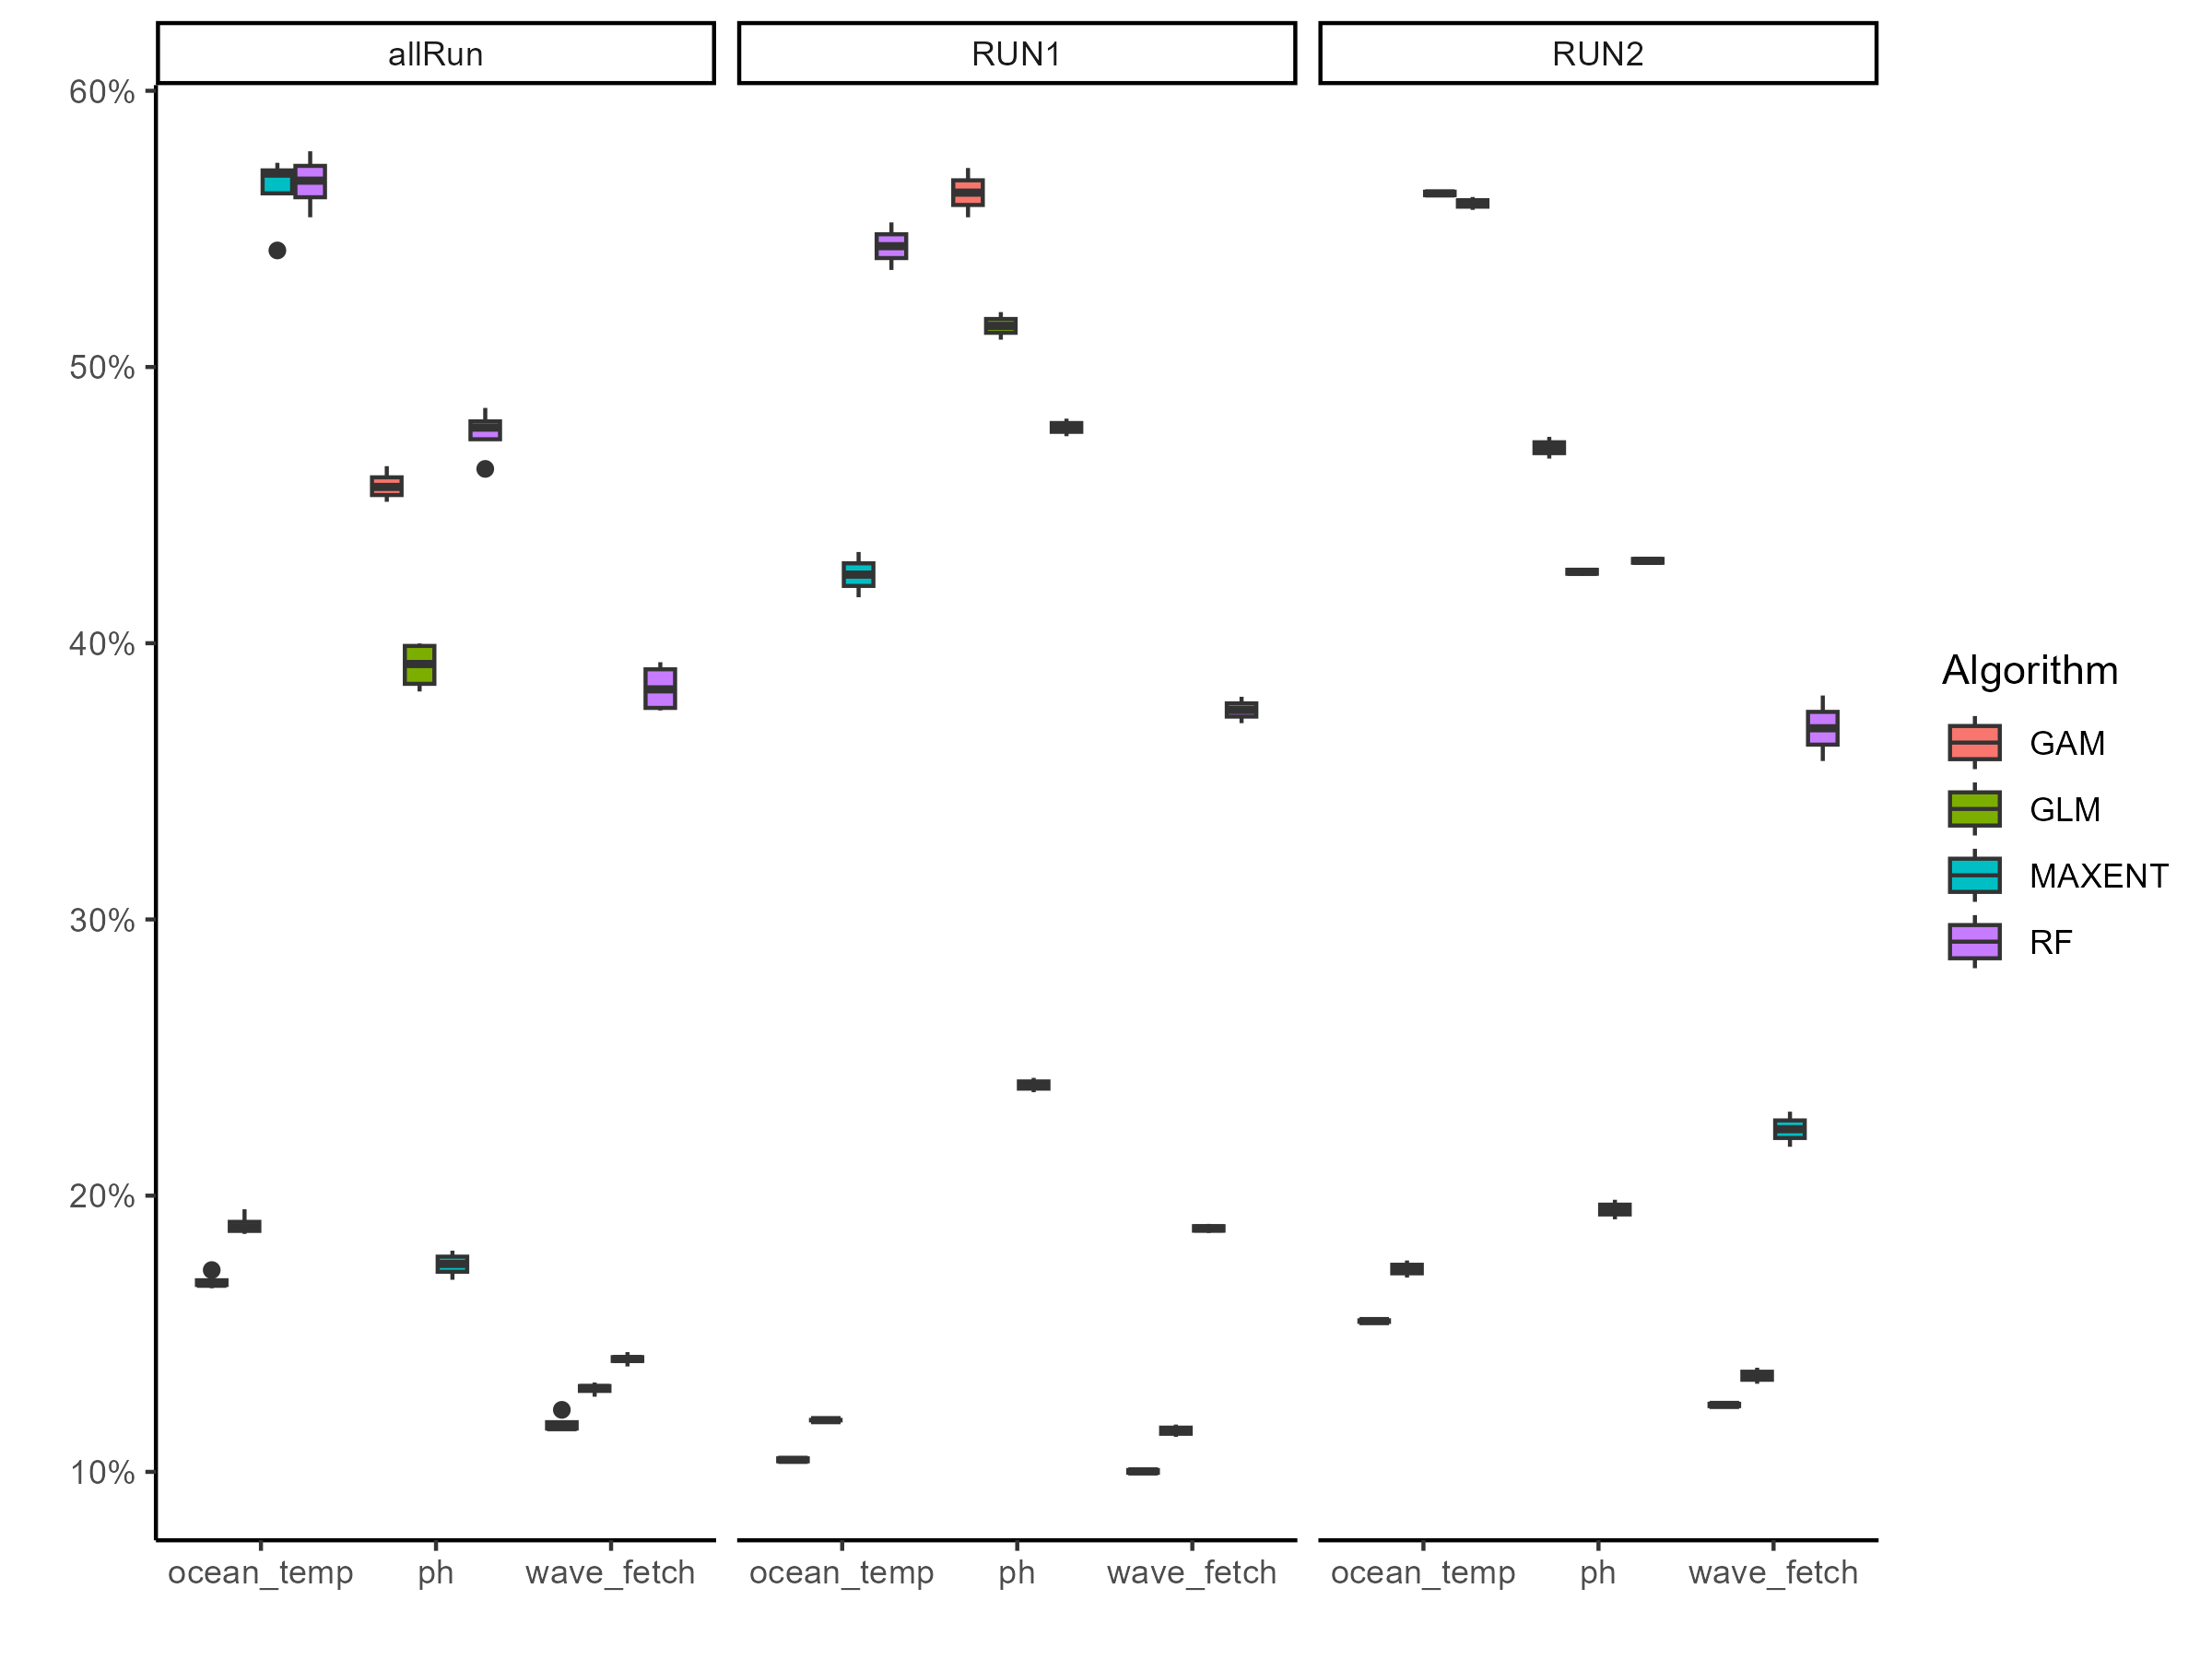 allRun
RUN1
RUN2
60%
50%
40%
30%
20%
10%
ocean_temp
ph
wave_fetch
ocean_temp
ph
wave_fetch
ocean_temp
ph
wave_fetch
Algorithm
GAM
GLM
MAXENT
RF